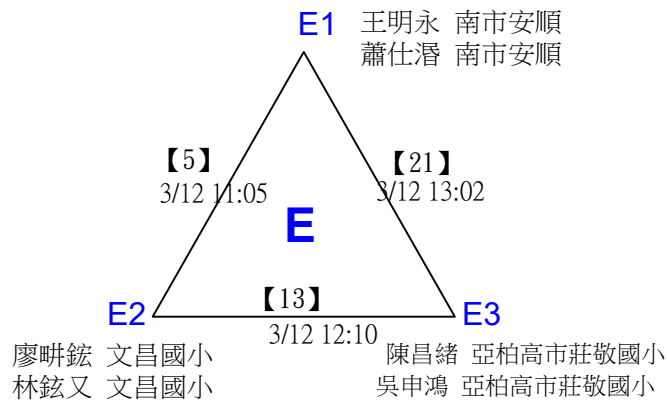 E1 王明永 南市安順
蕭仕潛 南市安順
【5】
3/12 11:05
【21】
3/12 13:02
E
【13】
3/12 12:10
E2
E3
廖畊鋐 文昌國小
林鉉又 文昌國小
陳昌緒 亞柏高市莊敬國小
吳申鴻 亞柏高市莊敬國小